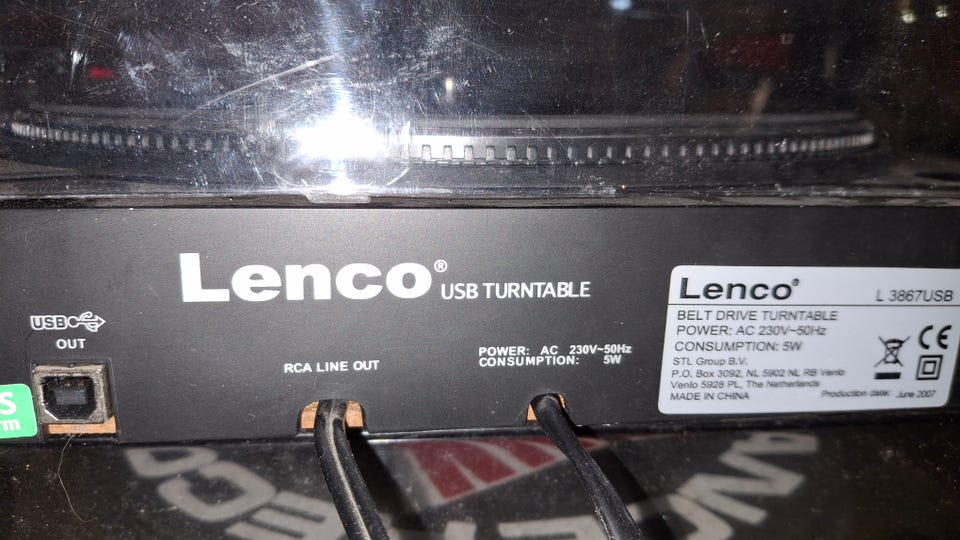 Lenco®
USB TURNTABLE
USB
OUT
RCA LINE OUT
POWER: AC 230V~50Hz
CONSUMPTION: 5W
S
rm
Lenco® L 3867USB
BELT DRIVE TURNTABLE
POWER: AC 230V~50Hz
CONSUMPTION: 5W
STL Group B.V.
P.O. Box 3092, NL 5902 NL RB Venlo
Venlo 5928 PL, The Netherlands
MADE IN CHINA Production date: June 2007
CE